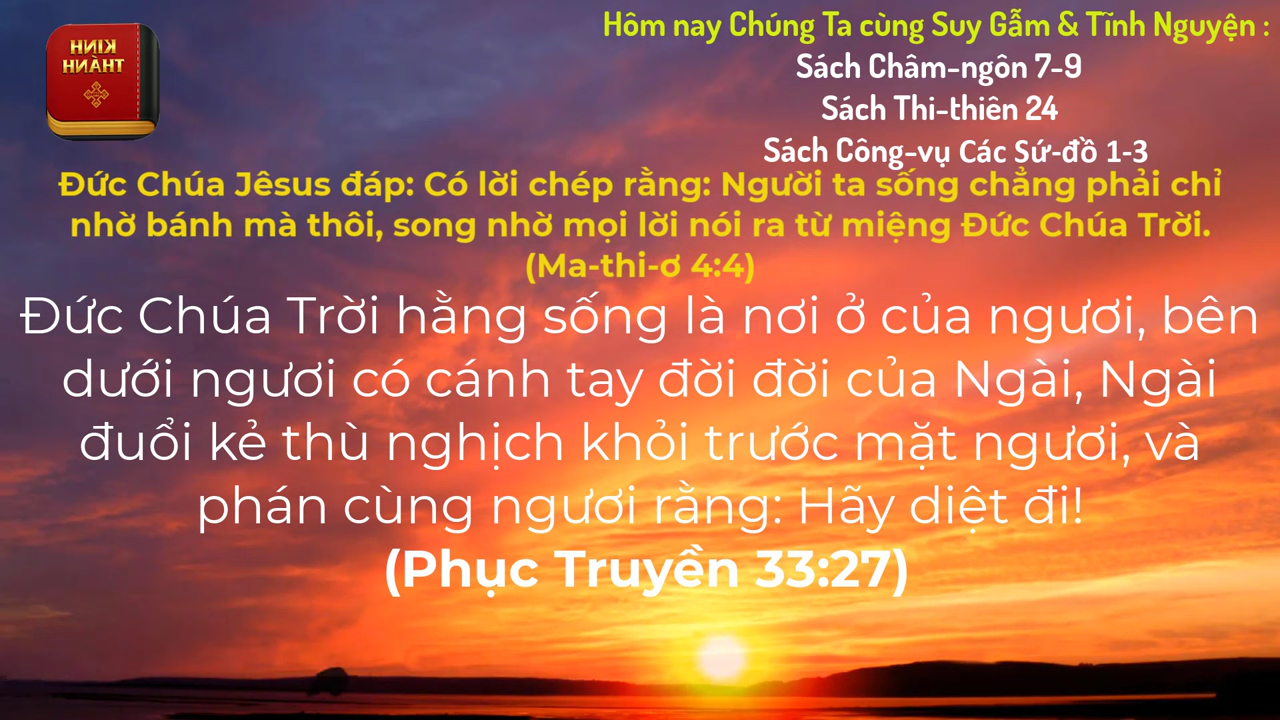 KINH
THÁNH
Hôm nay Chúng Ta cùng Suy Gẫm & Tĩnh Nguyện :
Sách Châm-ngôn 7-9
Sách Thi-thiên 24
Sách Công-vụ Các Sứ-đồ 1-3
Đức Chúa Jêsus đáp: Có lời chép rằng: Người ta sống chẳng phải chỉ
nhờ bánh mà thôi, song nhờ mọi lời nói ra từ miệng Đức Chúa Trời.
(Ma-thi-ơ 4:4)
Đức Chúa Trời hằng sống là nơi ở của ngươi, bên
dưới ngươi có cánh tay đời đời của Ngài, Ngài
đuổi kẻ thù nghịch khỏi trước mặt ngươi, và
phán cùng ngươi rằng: Hãy diệt đi!
(Phục Truyền 33:27)